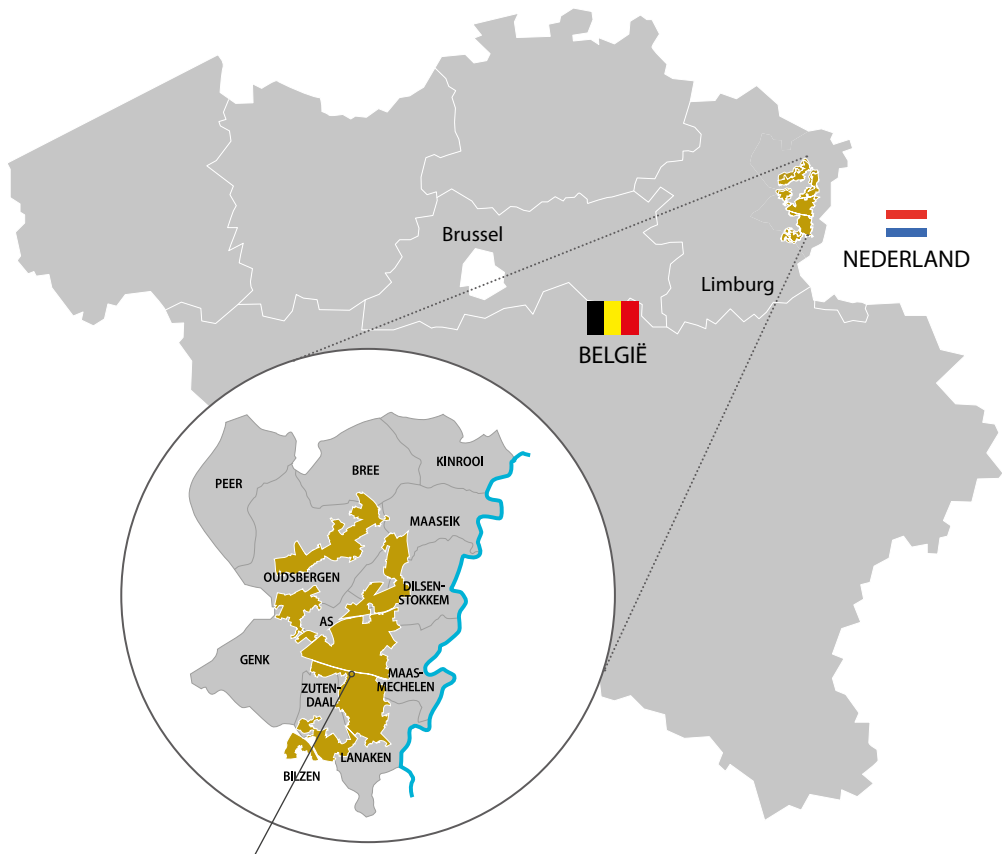 Brussel
Limburg
NEDERLAND
BELGIË
KINROOI
BREE
PEER
MAASEIK
OUDSBERGEN
DILSEN-
STOKKEM
AS
GENK
MAAS-
MECHELEN
ZUTEN-
DAAL
LANAKEN
BILZEN